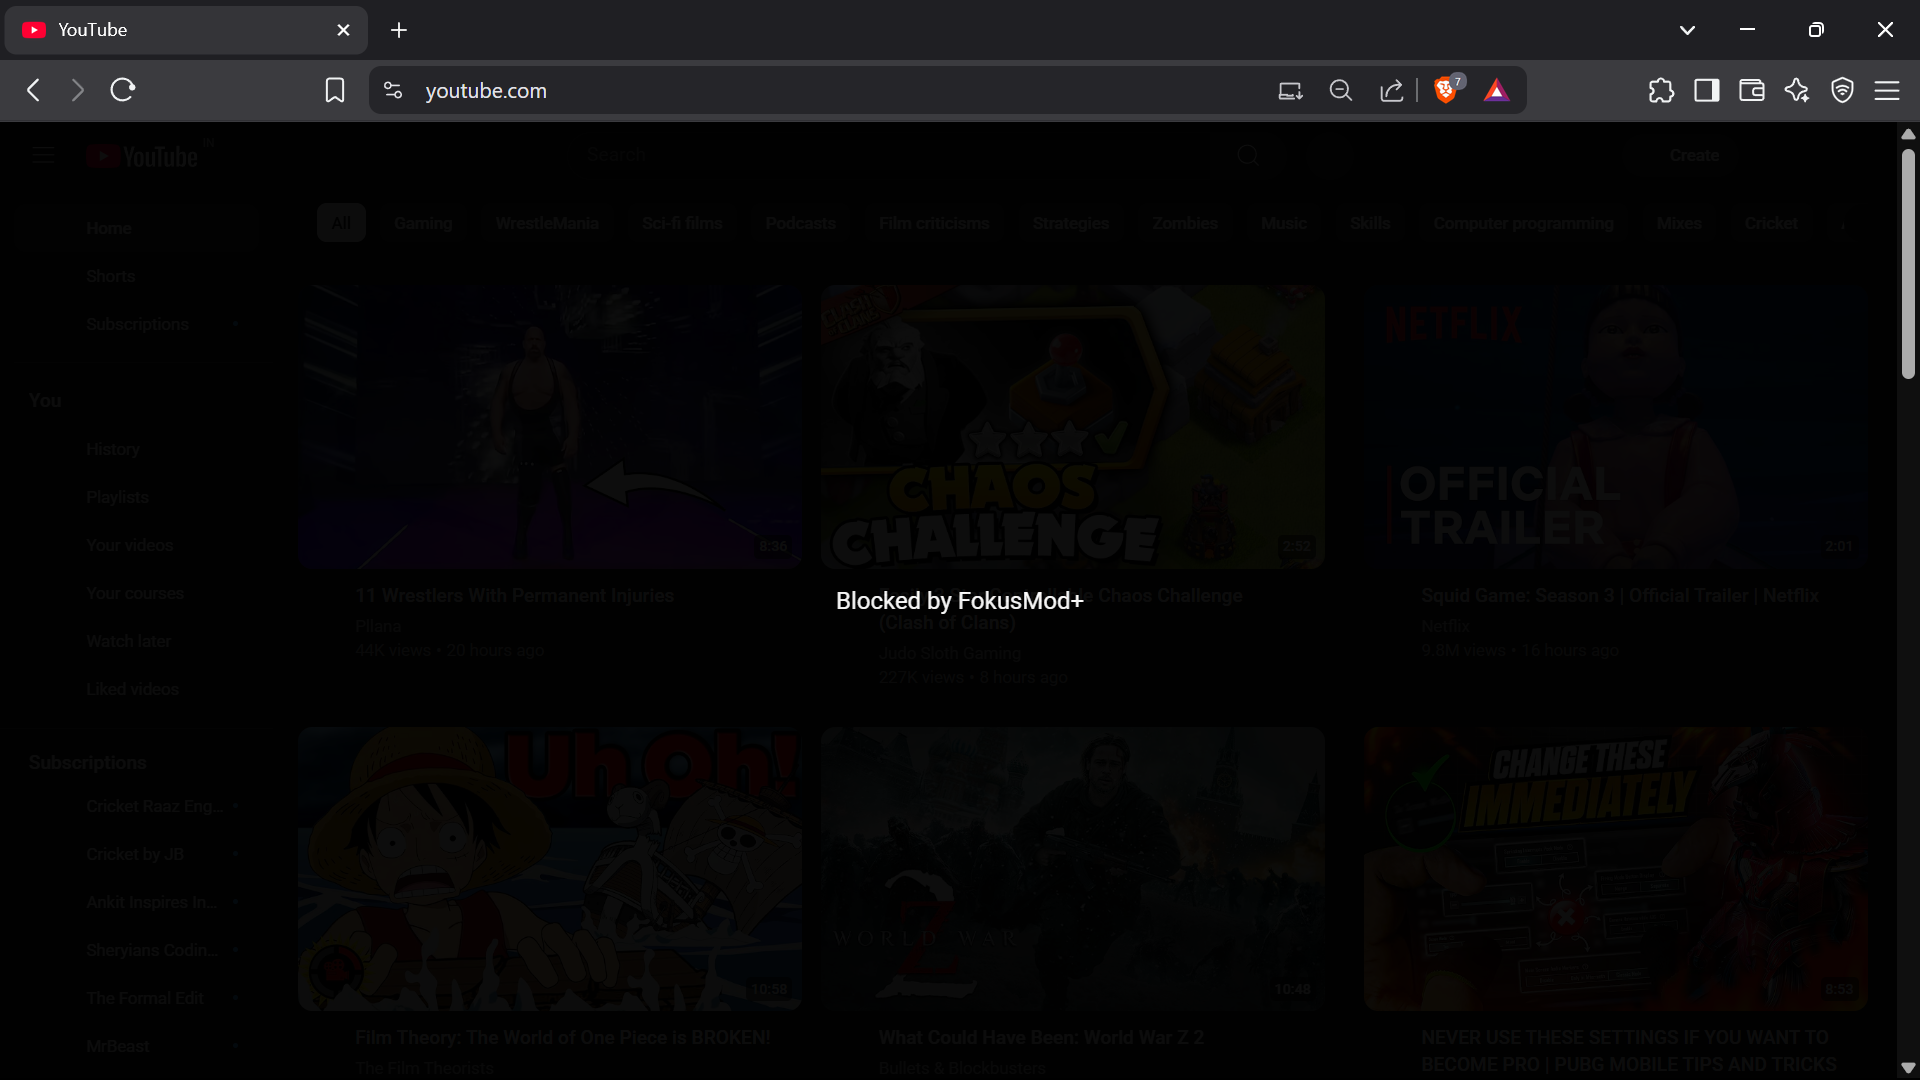 YouTube
youtube.com
7
YouTube IN
Search
Create
Home
Shorts
Subscriptions
You
History
Playlists
Your videos
Your courses
Watch later
Liked videos
Subscriptions
Cricket Raaz Eng...
Cricket by JB
Ankit Inspires In...
Sheryians Codin...
The Formal Edit
MrBeast
All Gaming WrestleMania Sci-fi films Podcasts Film criticisms Strategies Zombies Music Skills Computer programming Mixes Cricket
8:36
11 Wrestlers With Permanent Injuries
44K views • 20 hours ago
CHAOS
CHALLENGE
2:52
Blocked by FokusMod+
Chaos Challenge
(Clash of Clans)
Judo Sloth Gaming
227K views • 8 hours ago
NETFLIX
OFFICIAL
TRAILER
2:01
Squid Game: Season 3 | Official Trailer | Netflix
Netflix
9.8M views • 16 hours ago
Uh Oh!
10:58
Film Theory: The World of One Piece is BROKEN!
The Film Theorists
WORLD WAR
Z
10:48
What Could Have Been: World War Z 2
Bullets & Blockbusters
CHANGE THESE
IMMEDIATELY
8:53
NEVER USE THESE SETTINGS IF YOU WANT TO
BECOME PRO | PUBG MOBILE TIPS AND TRICKS